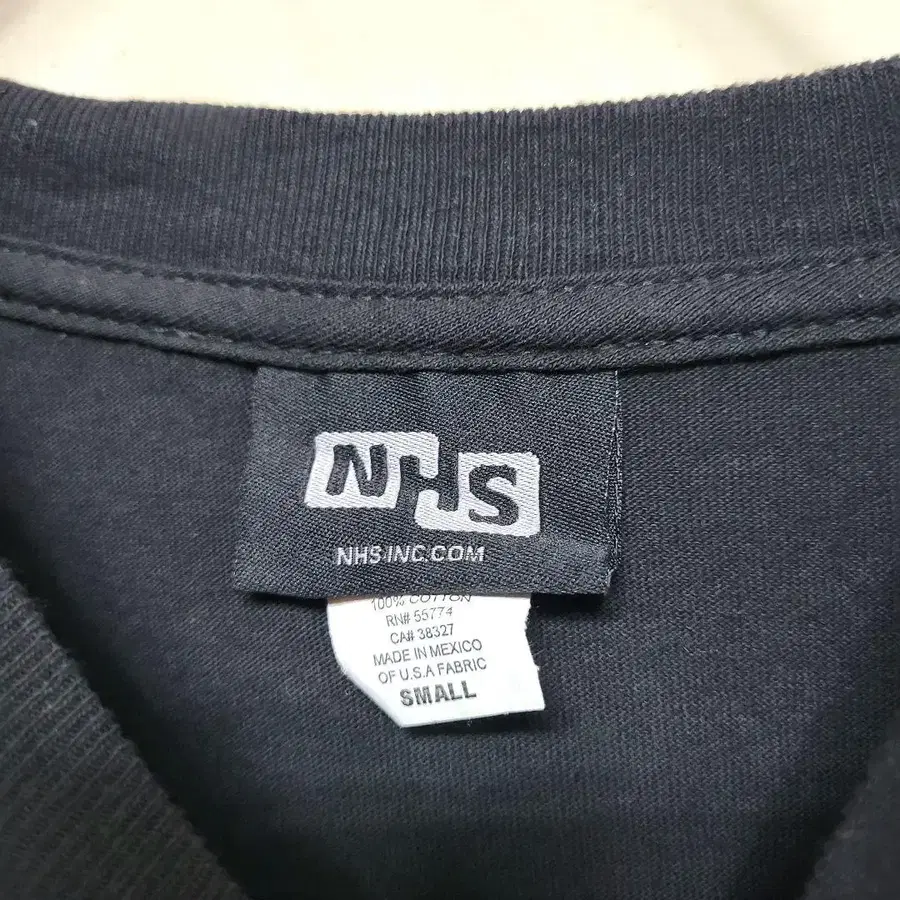 NHS
NHSINC.COM
100% COTTON
RN# 55774
CA# 38327
MADE IN MEXICO
OF U.S.A FABRIC
SMALL